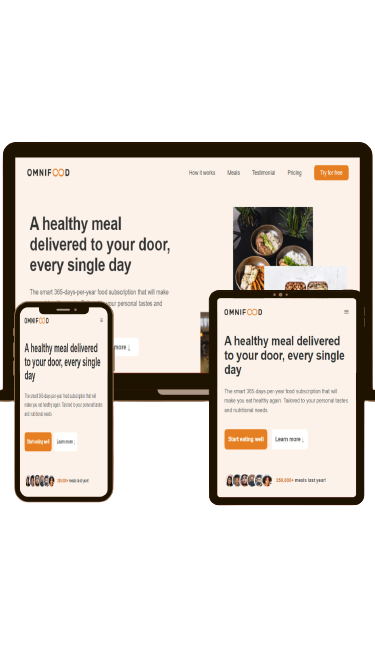 OMNIFOOD
How it works Meals Testimonial Pricing Try for free
A healthy meal
delivered to your door,
every single day
The smart 365-days-per-year food subscription that will make
your personal tastes and
more ↓
OMNIFOOD
A healthy meal delivered
to your door, every single
day
The smart 365-days-per-year food subscription that will
make you eat healthy again. Tailored to your personal tastes
and nutritional needs.
Start eating well Learn more ↓
meals last year!
OMNIFOOD
A healthy meal delivered
to your door, every single
day
The smart 365-days-per-year food subscription that will
make you eat healthy again. Tailored to your personal tastes
and nutritional needs.
Start eating well Learn more ↓
250,000+ meals last year!